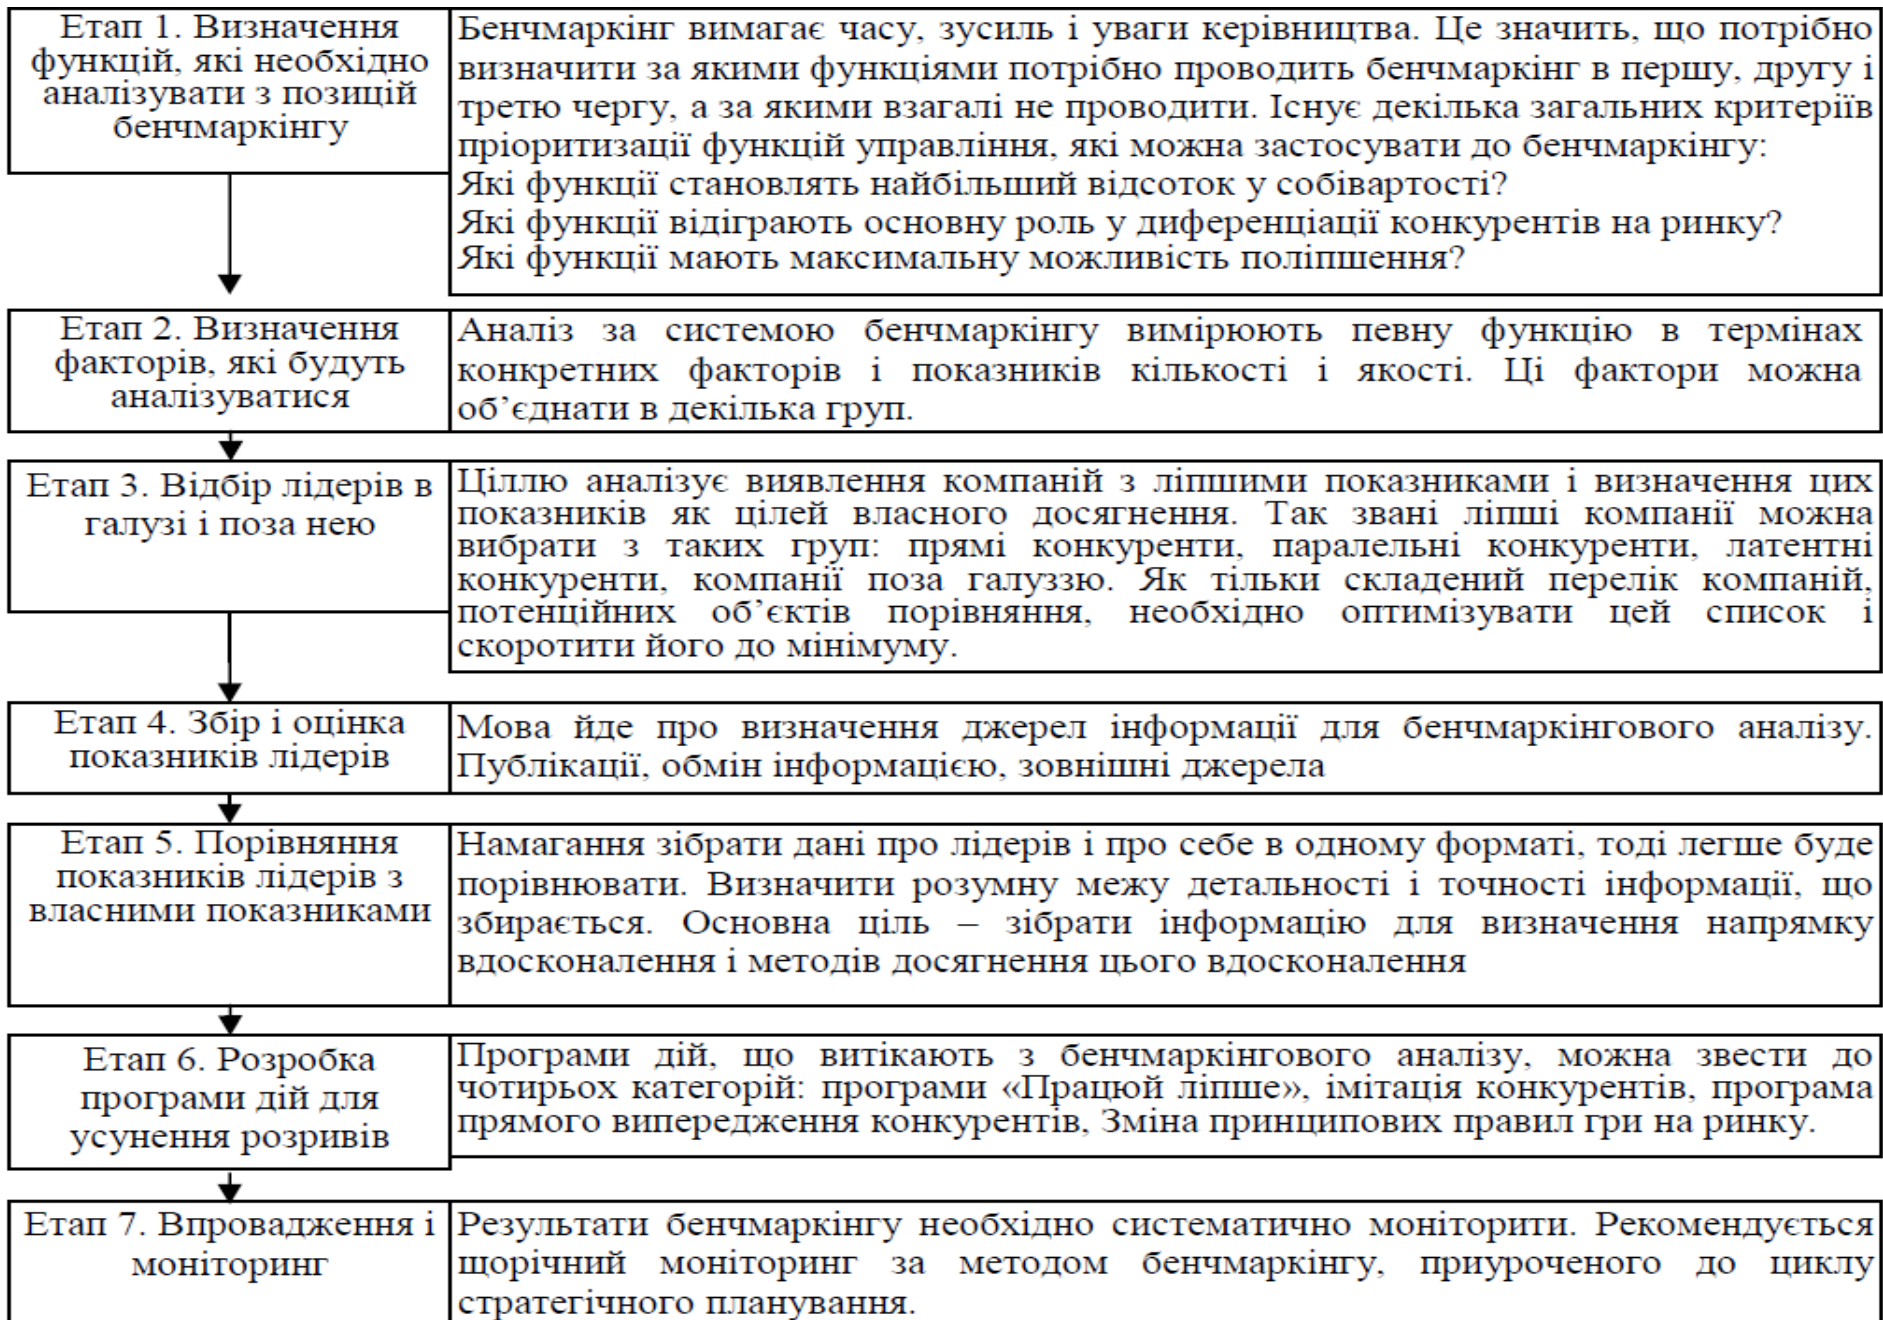 Етап 1. Визначення
функцій, які необхідно
аналізувати з позицій
бенчмаркінгу
Бенчмаркінг вимагає часу, зусиль і уваги керівництва. Це значить, що потрібно
визначити за якими функціями потрібно проводить бенчмаркінг в першу, другу і
третю чергу, а за якими взагалі не проводити. Існує декілька загальних критеріїв
пріоритизації функцій управління, які можна застосувати до бенчмаркінгу:
Які функції становлять найбільший відсоток у собівартості?
Які функції відіграють основну роль у диференціації конкурентів на ринку?
Які функції мають максимальну можливість поліпшення?
Етап 2. Визначення
факторів, які будуть
аналізуватися
Аналіз за системою бенчмаркінгу вимірюють певну функцію в термінах
конкретних факторів і показників кількості і якості. Ці фактори можна
об’єднати в декілька груп.
Етап 3. Відбір лідерів в
галузі і поза нею
Ціллю аналізує виявлення компаній з ліпшими показниками і визначення цих
показників як цілей власного досягнення. Так звані ліпші компанії можна
вибрати з таких груп: прямі конкуренти, паралельні конкуренти, латентні
конкуренти, компанії поза галуззю. Як тільки складений перелік компаній,
потенційних об’єктів порівняння, необхідно оптимізувати цей список і
скоротити його до мінімуму.
Етап 4. Збір і оцінка
показників лідерів
Мова йде про визначення джерел інформації для бенчмаркінгового аналізу.
Публікації, обмін інформацією, зовнішні джерела
Етап 5. Порівняння
показників лідерів з
власними показниками
Намагання зібрати дані про лідерів і про себе в одному форматі, тоді легше буде
порівнювати. Визначити розумну межу детальності і точності інформації, що
збирається. Основна ціль – зібрати інформацію для визначення напрямку
вдосконалення і методів досягнення цього вдосконалення
Етап 6. Розробка
програми дій для
усунення розривів
Програми дій, що витікають з бенчмаркінгового аналізу, можна звести до
чотирьох категорій: програми «Працюй ліпше», імітація конкурентів, програма
прямого випередження конкурентів, Зміна принципових правил гри на ринку.
Етап 7. Впровадження і
моніторинг
Результати бенчмаркінгу необхідно систематично моніторити. Рекомендується
щорічний моніторинг за методом бенчмаркінгу, приуроченого до циклу
стратегічного планування.